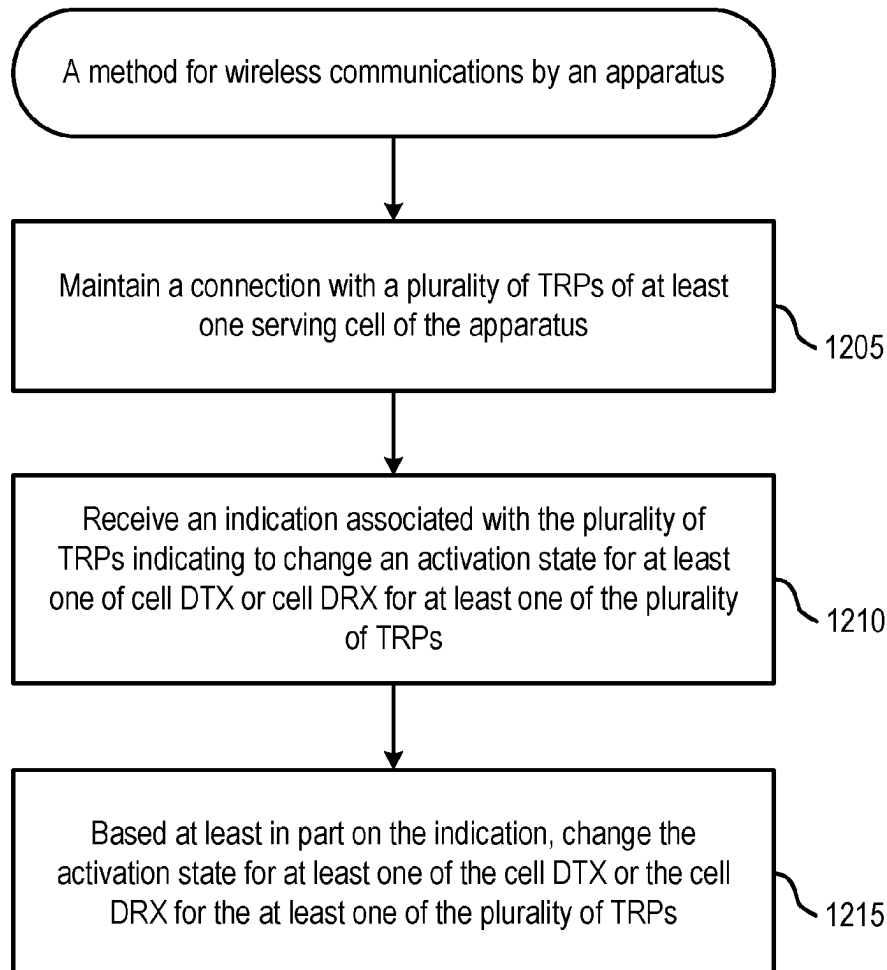 A method for wireless communications by an apparatus
Maintain a connection with a plurality of TRPs of at least
one serving cell of the apparatus
1205
Receive an indication associated with the plurality of
TRPs indicating to change an activation state for at least
one of cell DTX or cell DRX for at least one of the plurality
of TRPs
1210
Based at least in part on the indication, change the
activation state for at least one of the cell DTX or the cell
DRX for the at least one of the plurality of TRPs
1215